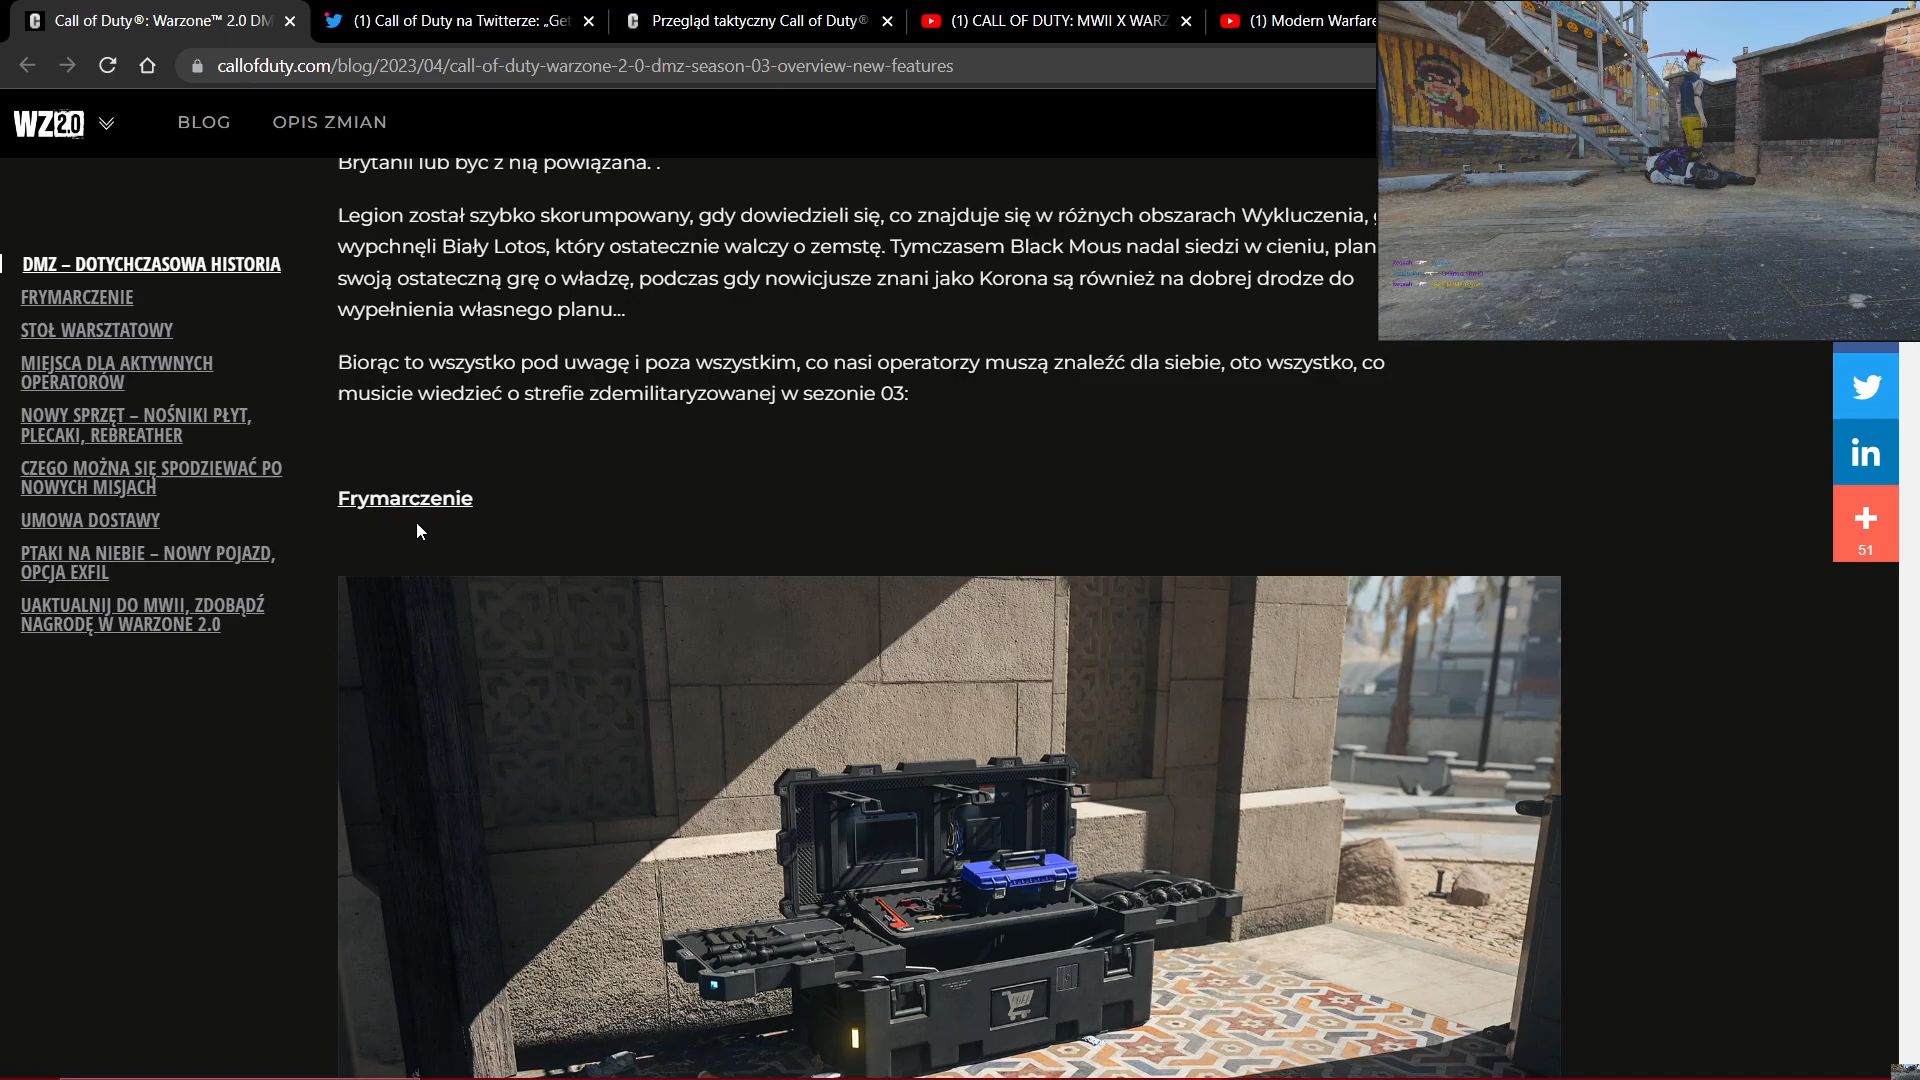 Call of Duty®: Warzone™ 2.0 DM
(1) Call of Duty na Twitterze: „Get
Przegląd taktyczny Call of Duty®
(1) CALL OF DUTY: MWII X WARZ
(1) Modern Warfare
callofduty.com/blog/2023/04/call-of-duty-warzone-2-0-dmz-season-03-overview-new-features
WZ2.0
BLOG
OPIS ZMIAN
Brytanii lub być z nią powiązana. .
Legion został szybko skorumpowany, gdy dowiedzieli się, co znajduje się w różnych obszarach Wykluczenia,
wypchnęli Biały Lotos, który ostatecznie walczy o zemstę. Tymczasem Black Mous nadal siedzi w cieniu, plan
swoją ostateczną grę o władzę, podczas gdy nowicjusze znani jako Korona są również na dobrej drodze do
wypełnienia własnego planu...
Biorąc to wszystko pod uwagę i poza wszystkim, co nasi operatorzy muszą znaleźć dla siebie, oto wszystko, co
musicie wiedzieć o strefie zdemilitaryzowanej w sezonie 03:
Frymarczenie
DMZ – DOTYCHCZASOWA HISTORIA
FRYMARCZENIE
STOŁ WARSZTATOWY
MIEJSCA DLA AKTYWNYCH
OPERATORÓW
NOWY SPRZĘT – NOŚNIKI PŁYT,
PLECAKI, REBREATHER
CZEGO MOŻNA SIĘ SPODZIEWAĆ PO
NOWYCH MISJACH
UMOWA DOSTAWY
PTAKI NA NIEBIE – NOWY POJAZD,
OPCJA EXFIL
UAKTUALNIJ DO MWII, ZDOBĄDŹ
NAGRODĘ W WARZONE 2.0
in
51